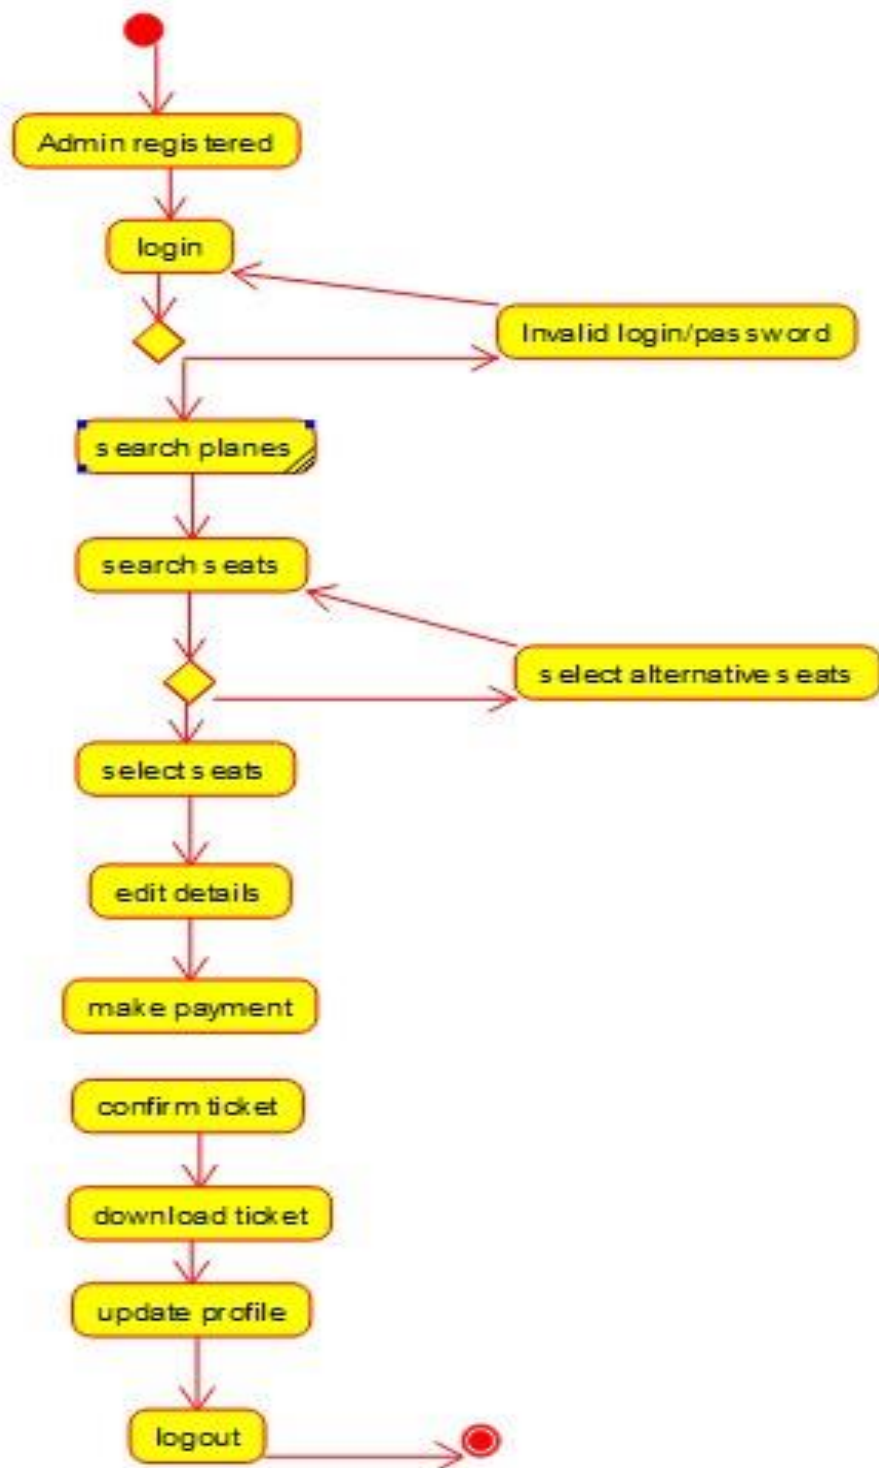 Admin registered
login
Invalid login/password
search planes
search seats
select alternative seats
select seats
edit details
make payment
confirm ticket
download ticket
update profile
logout